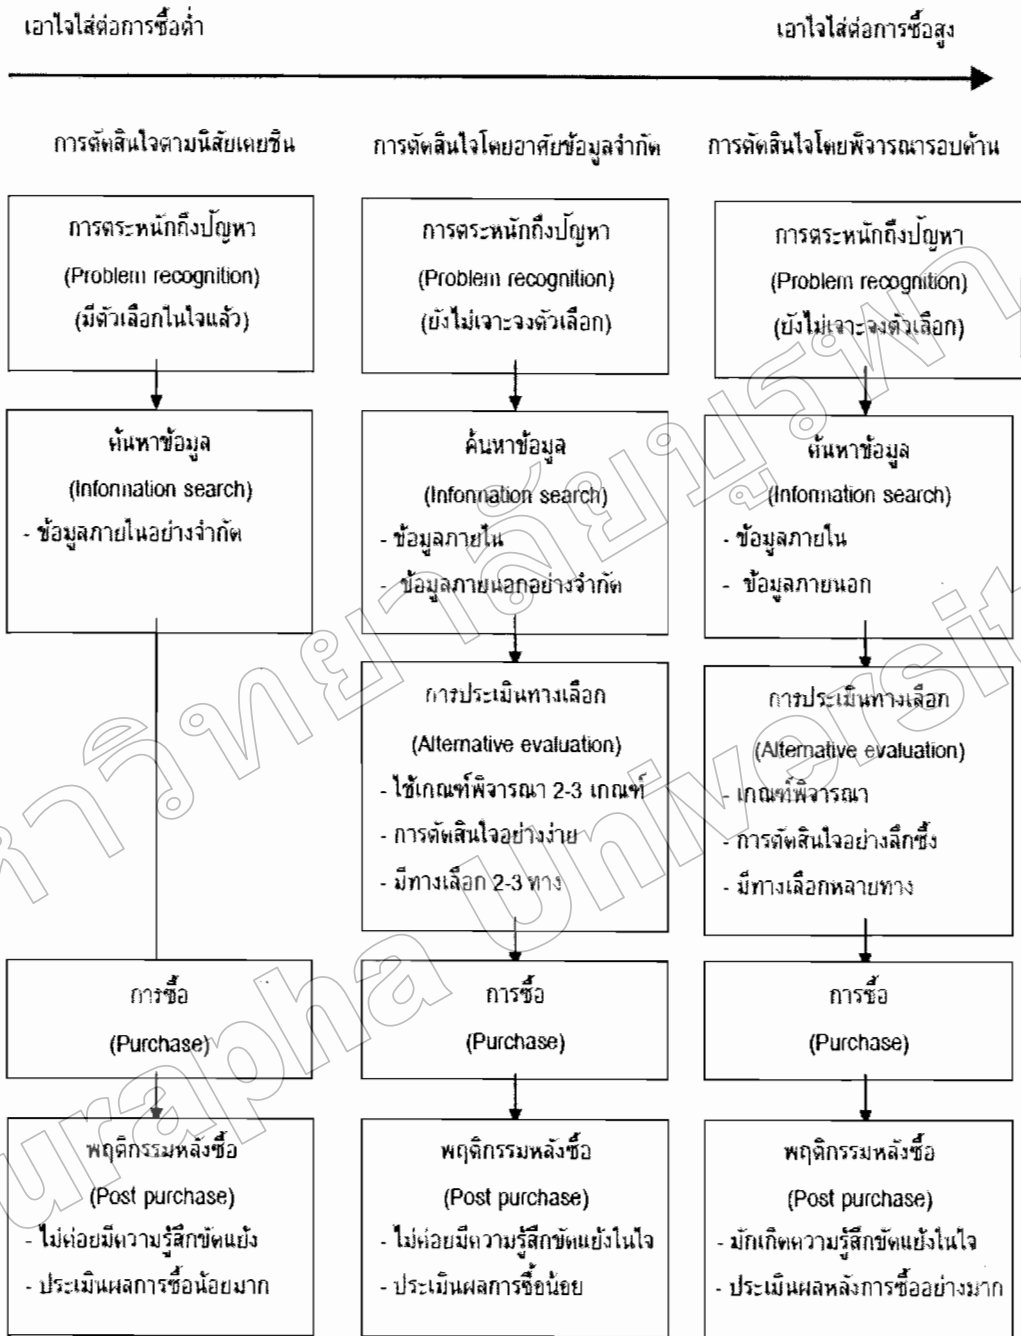 เอาใจใส่ต่อการซื้อต่ำ
เอาใจใส่ต่อการซื้อสูง
การตัดสินใจตามนิสัยเคยชิน
การตัดสินใจโดยอาศัยข้อมูลจำกัด
การตัดสินใจโดยพิจารณารอบด้าน
การตระหนักถึงปัญหา
(Problem recognition)
(มีตัวเลือกในใจแล้ว)
ค้นหาข้อมูล
(Information search)
- ข้อมูลภายในอย่างจำกัด
การซื้อ
(Purchase)
พฤติกรรมหลังซื้อ
(Post purchase)
- ไม่ค่อยมีความรู้สึกขัดแย้ง
- ประเมินผลการซื้อน้อยมาก
การตระหนักถึงปัญหา
(Problem recognition)
(ยังไม่เจาะจงตัวเลือก)
ค้นหาข้อมูล
(Information search)
- ข้อมูลภายใน
- ข้อมูลภายนอกอย่างจำกัด
การประเมินทางเลือก
(Alternative evaluation)
- ใช้เกณฑ์พิจารณา 2-3 เกณฑ์
- การตัดสินใจอย่างง่าย
- มีทางเลือก 2-3 ทาง
การซื้อ
(Purchase)
พฤติกรรมหลังซื้อ
(Post purchase)
- ไม่ค่อยมีความรู้สึกขัดแย้งในใจ
- ประเมินผลการซื้อน้อย
การตระหนักถึงปัญหา
(Problem recognition)
(ยังไม่เจาะจงตัวเลือก)
ค้นหาข้อมูล
(Information search)
- ข้อมูลภายใน
- ข้อมูลภายนอก
การประเมินทางเลือก
(Alternative evaluation)
- เกณฑ์พิจารณา
- การตัดสินใจอย่างลึกซึ้ง
- มีทางเลือกหลายทาง
การซื้อ
(Purchase)
พฤติกรรมหลังซื้อ
(Post purchase)
- มักเกิดความรู้สึกขัดแย้งในใจ
- ประเมินผลหลังการซื้ออย่างมาก